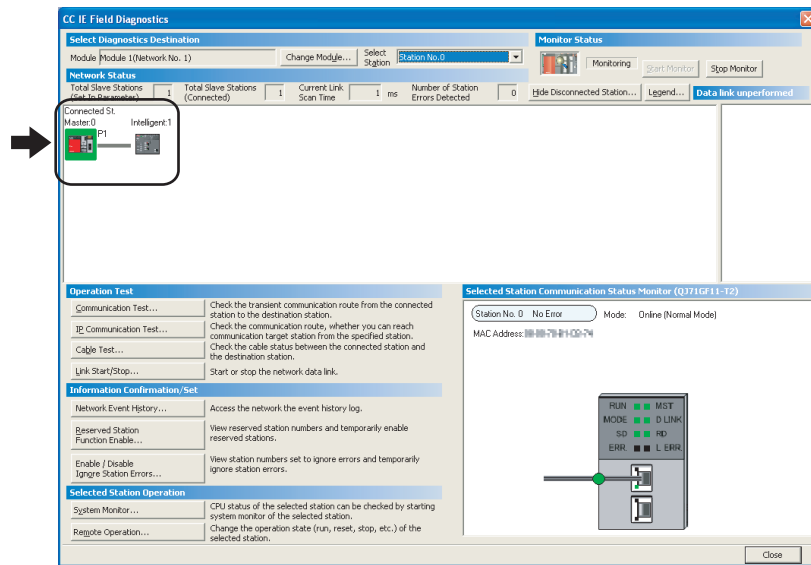 CC IE Field Diagnostics
Select Diagnostics Destination
Monitor Status
Module Module 1(Network No. 1)
Change Module...
Select Station
Station No.0
Monitoring
Start Monitor
Stop Monitor
Network Status
Total Slave Stations (Set In Parameter) 1
Total Slave Stations (Connected) 1
Current Link Scan Time 1 ms
Number of Station Errors Detected 0
Hide Disconnected Station...
Legend...
Data link unperformed
Connected St.
Master:0 Intelligent:1
P1
Operation Test
Communication Test...
Check the transient communication route from the connected
station to the destination station.
IP Communication Test...
Check the communication route, whether you can reach
communication target station from the specified station.
Cable Test...
Check the cable status between the connected station and
the destination station.
Link Start/Stop...
Start or stop the network data link.
Information Confirmation/Set
Network Event History...
Access the network the event history log.
Reserved Station
Function Enable...
View reserved station numbers and temporarily enable
reserved stations.
Enable / Disable
Ignore Station Errors...
View station numbers set to ignore errors and temporarily
ignore station errors.
Selected Station Operation
System Monitor...
CPU status of the selected station can be checked by starting
system monitor of the selected station.
Remote Operation...
Change the operation state (run, reset, stop, etc.) of the
selected station.
Selected Station Communication Status Monitor (QJ71GF11-T2)
Station No. 0 No Error
Mode: Online (Normal Mode)
MAC Address:
RUN MST
MODE D LINK
SD RD
ERR. L ERR.
Close